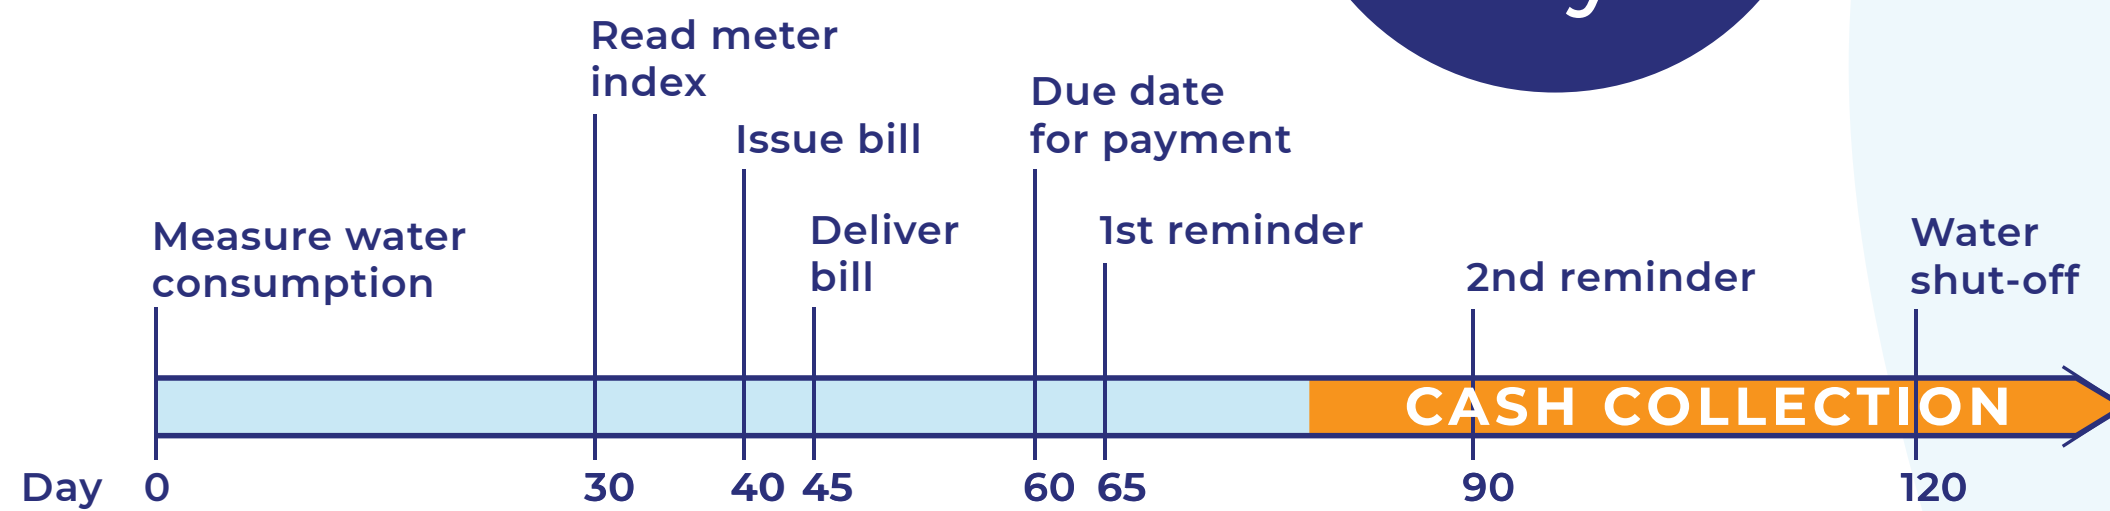 Read meter
index
Issue bill
Due date
for payment
Measure water
consumption
Deliver
bill
1st reminder
2nd reminder
Water
shut-off
CASH COLLECTION
Day 0 30 40 45 60 65 90 120